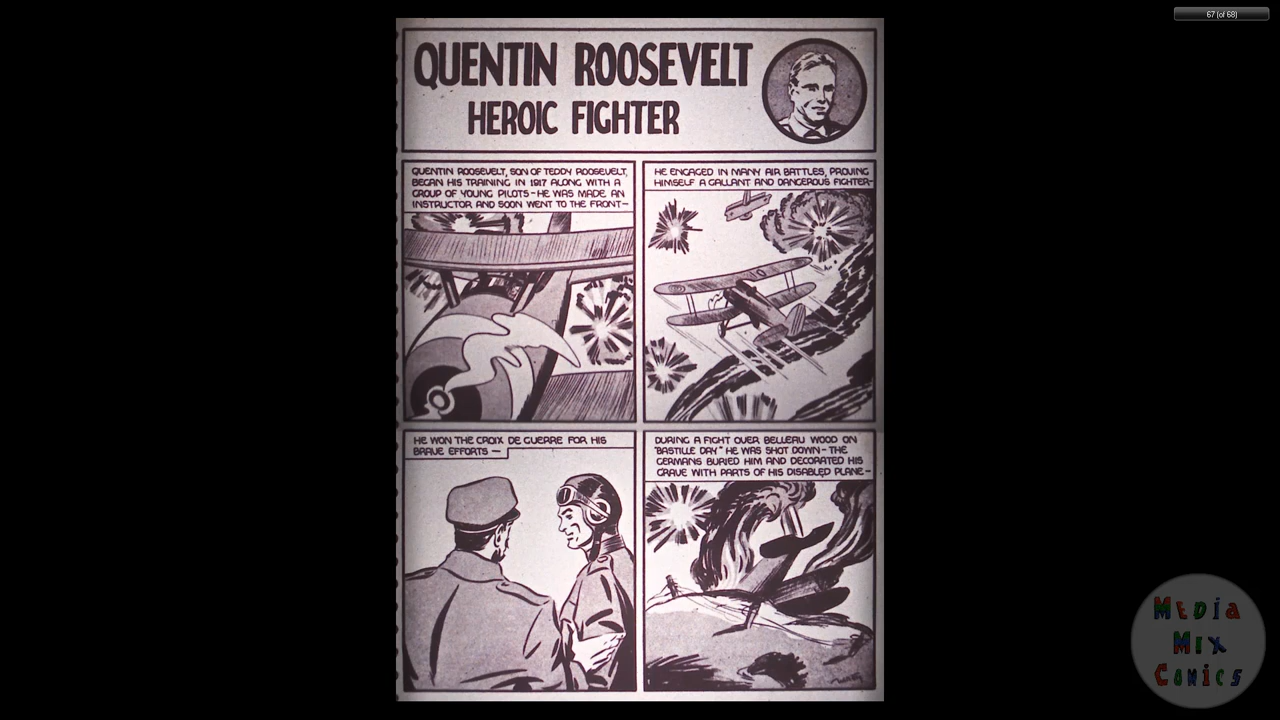 67 (of 68)
QUENTIN ROOSEVELT
HEROIC FIGHTER
QUENTIN ROOSEVELT, SON OF TEDDY ROOSEVELT,
BEGAN HIS TRAINING IN 1917 ALONG WITH A
GROUP OF YOUNG PILOTS-HE WAS MADE AN
INSTRUCTOR AND SOON WENT TO THE FRONT-
HE ENGAGED IN MANY AIR BATTLES, PROVING
HIMSELF A GALLANT AND DANGEROUS FIGHTER-
10
HE WON THE CROIX DE GUERRE FOR HIS
BRAVE EFFORTS -
DURING A FIGHT OVER BELLEAU WOOD ON
"BASTILLE DAY" HE WAS SHOT DOWN-THE
GERMANS BURIED HIM AND DECORATED HIS
GRAVE WITH PARTS OF HIS DISABLED PLANE-
MEDiA
Mix
COMiCS